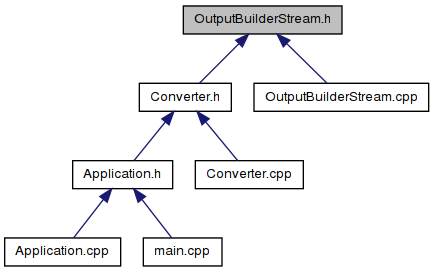 OutputBuilderStream.h
Converter.h
OutputBuilderStream.cpp
Application.h
Converter.cpp
Application.cpp
main.cpp